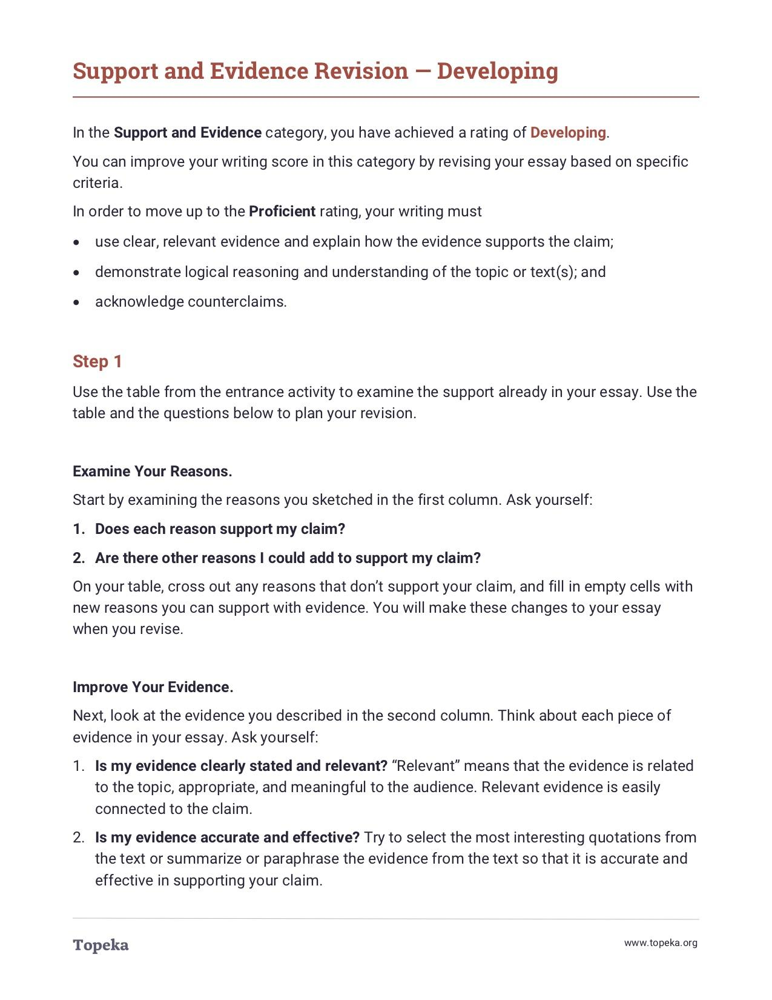 Support and Evidence Revision — Developing
In the Support and Evidence category, you have achieved a rating of Developing.
You can improve your writing score in this category by revising your essay based on specific
criteria.
In order to move up to the Proficient rating, your writing must
● use clear, relevant evidence and explain how the evidence supports the claim;
● demonstrate logical reasoning and understanding of the topic or text(s); and
● acknowledge counterclaims.
Step 1
Use the table from the entrance activity to examine the support already in your essay. Use the
table and the questions below to plan your revision.
Examine Your Reasons.
Start by examining the reasons you sketched in the first column. Ask yourself:
1. Does each reason support my claim?
2. Are there other reasons I could add to support my claim?
On your table, cross out any reasons that don’t support your claim, and fill in empty cells with
new reasons you can support with evidence. You will make these changes to your essay
when you revise.
Improve Your Evidence.
Next, look at the evidence you described in the second column. Think about each piece of
evidence in your essay. Ask yourself:
1. Is my evidence clearly stated and relevant? “Relevant” means that the evidence is related
to the topic, appropriate, and meaningful to the audience. Relevant evidence is easily
connected to the claim.
2. Is my evidence accurate and effective? Try to select the most interesting quotations from
the text or summarize or paraphrase the evidence from the text so that it is accurate and
effective in supporting your claim.
Topeka
www.topeka.org